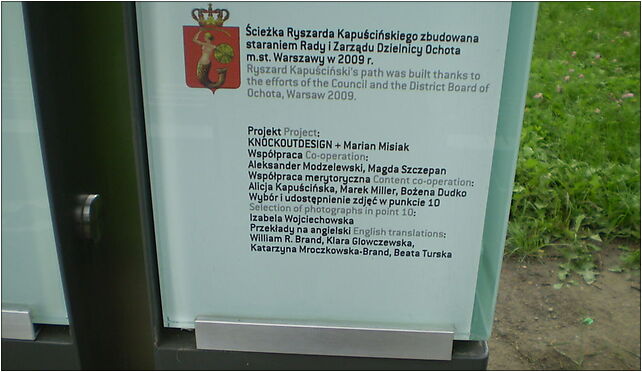 Ścieżka Ryszarda Kapuścińskiego zbudowana
staraniem Rady i Zarządu Dzielnicy Ochota
m.st. Warszawy w 2009 r.
Ryszard Kapuściński's path was built thanks to
the efforts of the Council and the District Board of
Ochota, Warsaw 2009.
Projekt Project:
KNOCKOUTDESIGN + Marian Misiak
Współpraca Co-operation:
Aleksander Modzelewski, Magda Szczepan
Współpraca merytoryczna Content co-operation:
Alicja Kapuścińska, Marek Miller, Bożena Dudko
Wybór i udostępnienie zdjęć w punkcie 10
Selection of photographs in point 10:
Izabela Wojciechowska
Przekłady na angielski English translations:
William R. Brand, Klara Glowczewska,
Katarzyna Mroczkowska-Brand, Beata Turska